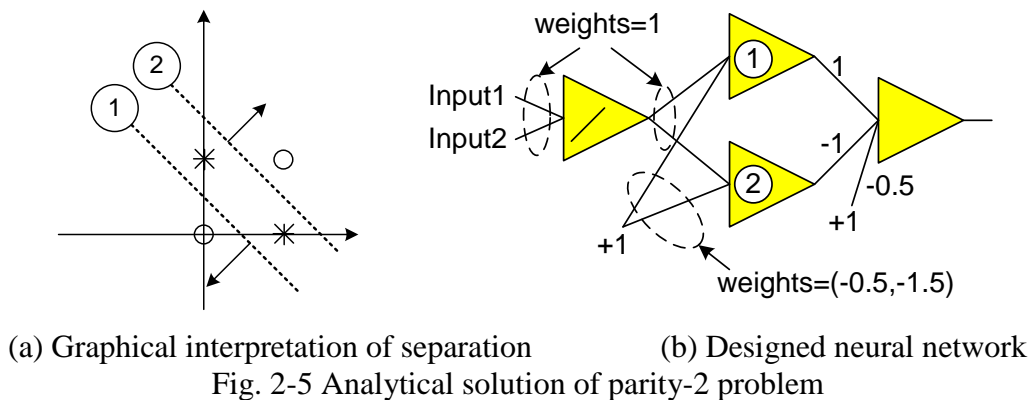 2
1
weights=1
Input1
Input2
1
1
2
-1
-0.5
+1
+1
weights=(-0.5,-1.5)
(a) Graphical interpretation of separation
(b) Designed neural network
Fig. 2-5 Analytical solution of parity-2 problem